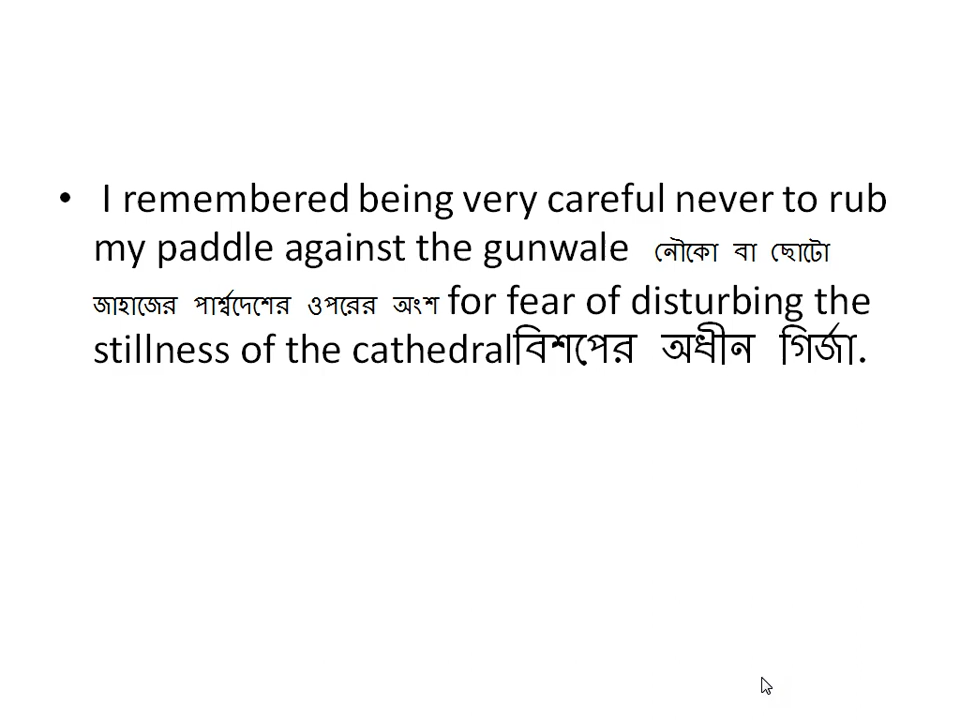 • I remembered being very careful never to rub
my paddle against the gunwale নৌকো বা ছোটো
জাহাজের পার্শ্বদেশের ওপরের অংশ for fear of disturbing the
stillness of the cathedralবিশপের অধীন গির্জা.